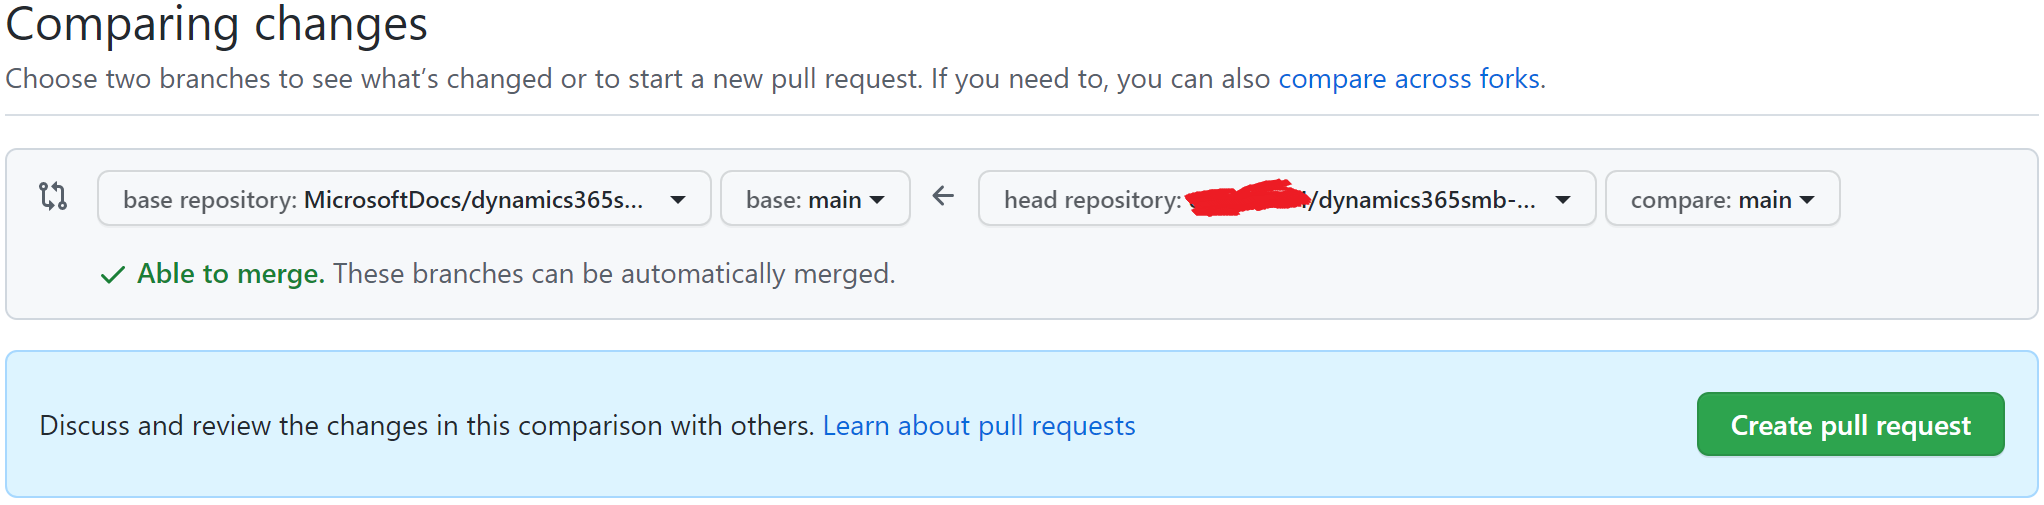 Comparing changes
Choose two branches to see what’s changed or to start a new pull request. If you need to, you can also compare across forks.
base repository: MicrosoftDocs/dynamics365s... base: main head repository: /dynamics365smb-... compare: main
Able to merge. These branches can be automatically merged.
Discuss and review the changes in this comparison with others. Learn about pull requests
Create pull request